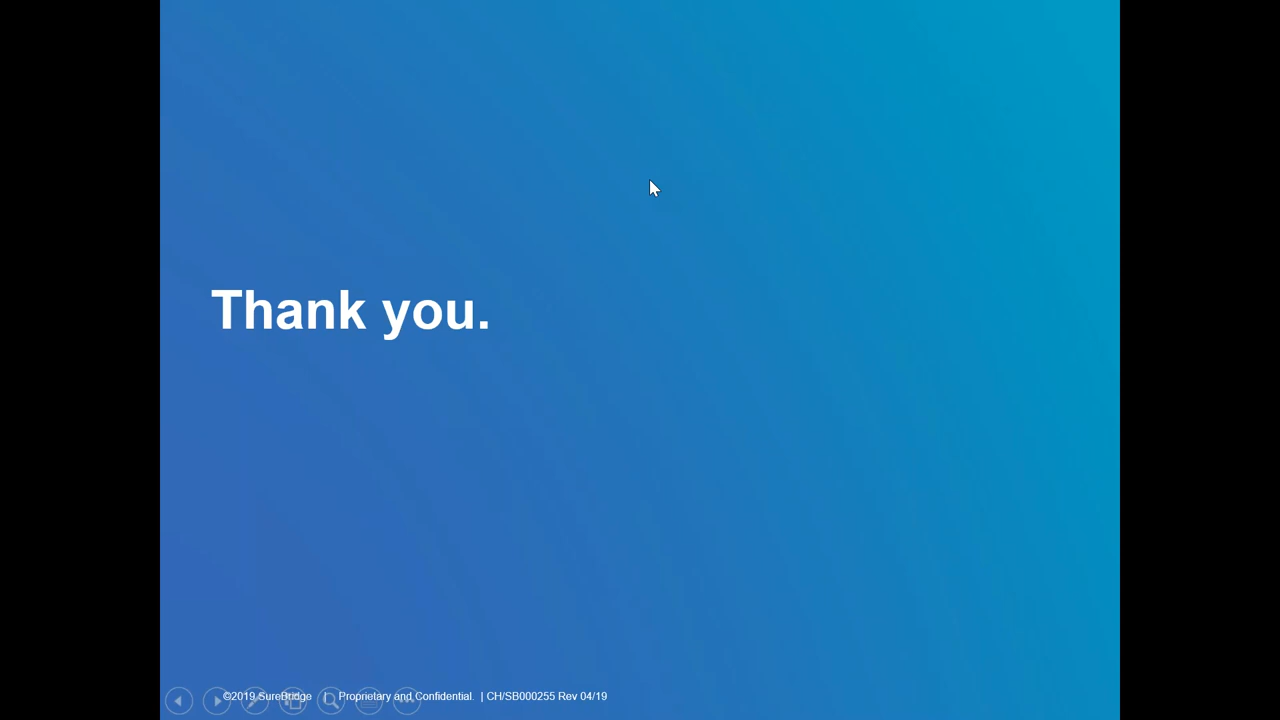 Thank you.
©2019 SureBridge | Proprietary and Confidential. | CH/SB000255 Rev 04/19